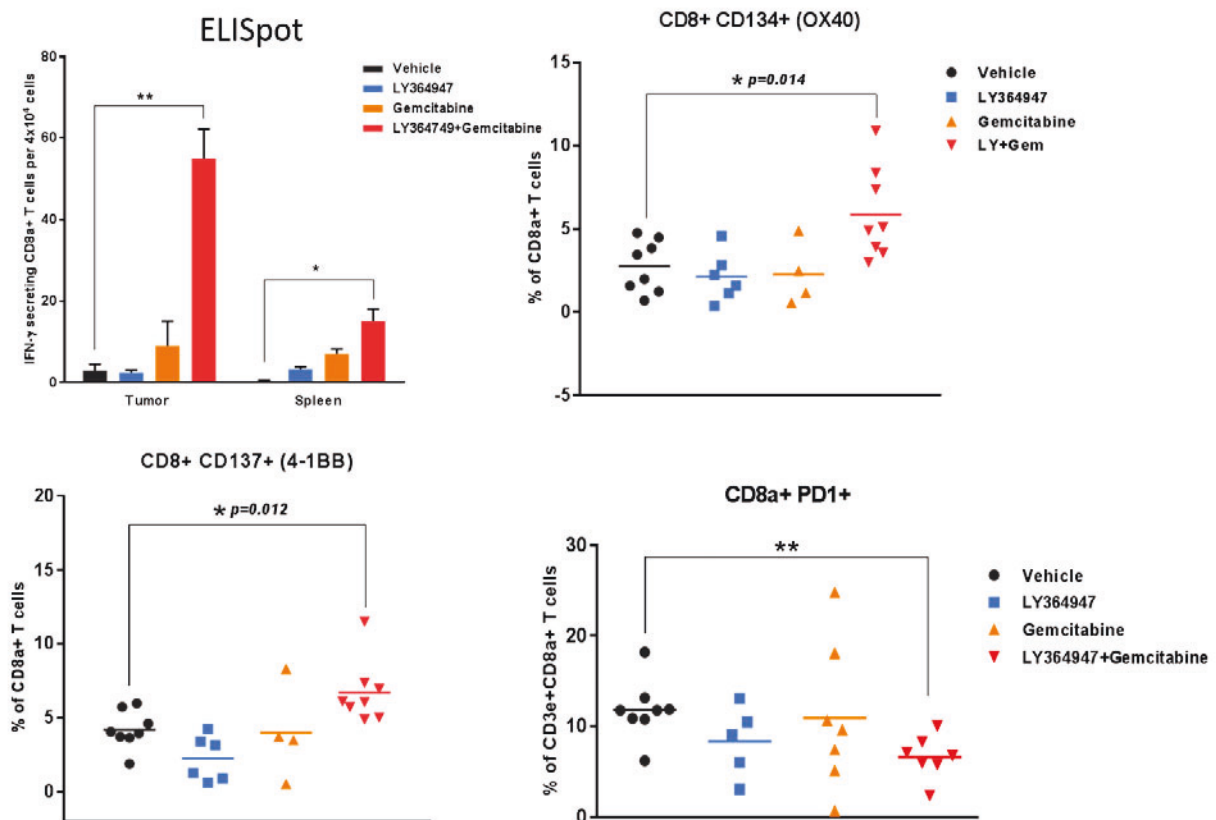 ELISpot
IFN-γ secreting CD8a+ T cells per 4x10⁴ cells
80
60
40
20
0
**
*
Tumor
Spleen
Vehicle
LY364947
Gemcitabine
LY364749+Gemcitabine
CD8+ CD134+ (OX40)
% of CD8a+ T cells
15
10
5
0
-5
* p=0.014
Vehicle
LY364947
Gemcitabine
LY+Gem
CD8+ CD137+ (4-1BB)
% of CD8a+ T cells
20
15
10
5
0
* p=0.012
CD8a+ PD1+
% of CD3e+CD8a+ T cells
30
20
10
0
**
Vehicle
LY364947
Gemcitabine
LY364947+Gemcitabine